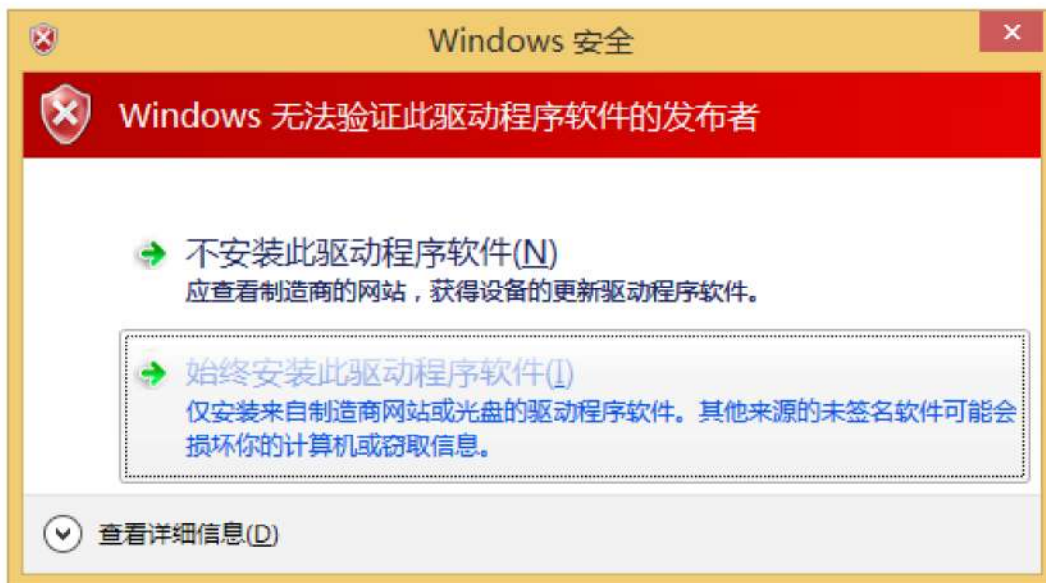 Windows 安全
Windows 无法验证此驱动程序软件的发布者
不安装此驱动程序软件(N)
应查看制造商的网站，获得设备的更新驱动程序软件。
始终安装此驱动程序软件(I)
仅安装来自制造商网站或光盘的驱动程序软件。其他来源的未签名软件可能会
损坏你的计算机或窃取信息。
查看详细信息(D)